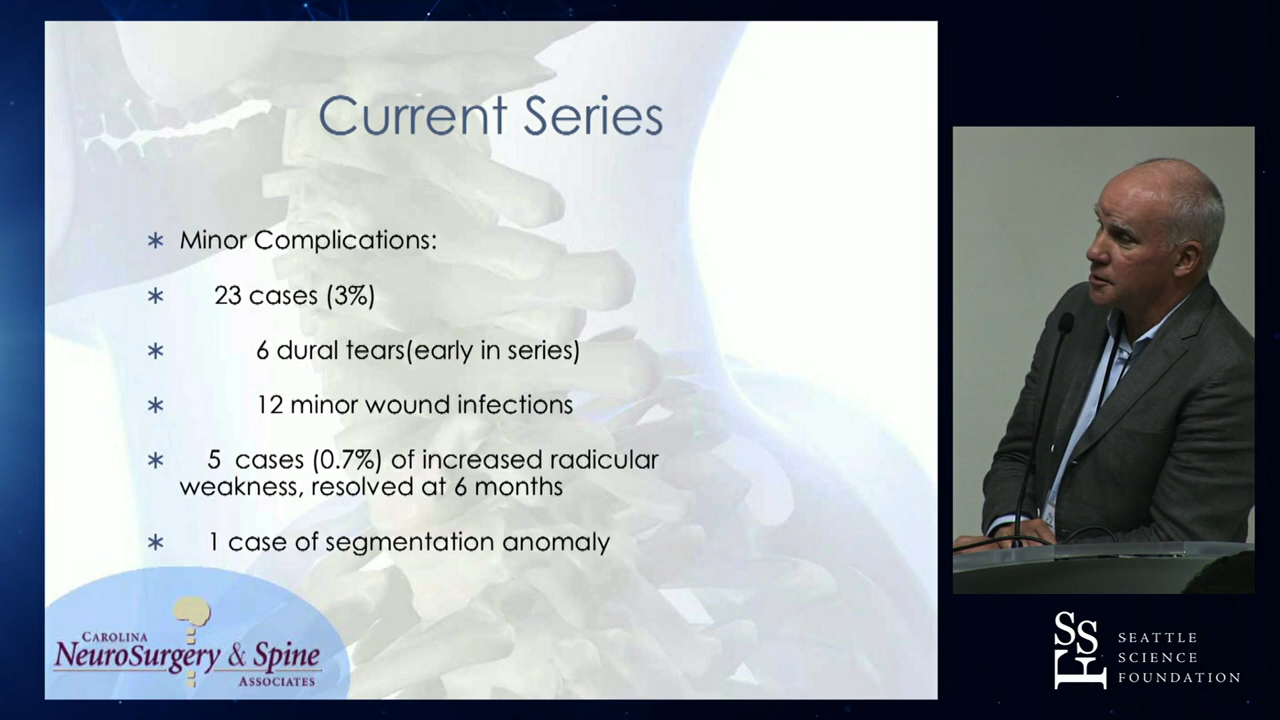 Current Series
* Minor Complications:
* 23 cases (3%)
* 6 dural tears(early in series)
* 12 minor wound infections
* 5 cases (0.7%) of increased radicular
weakness, resolved at 6 months
* 1 case of segmentation anomaly
CAROLINA
NEUROSURGERY & SPINE
ASSOCIATES
SSF
SEATTLE
SCIENCE
FOUNDATION